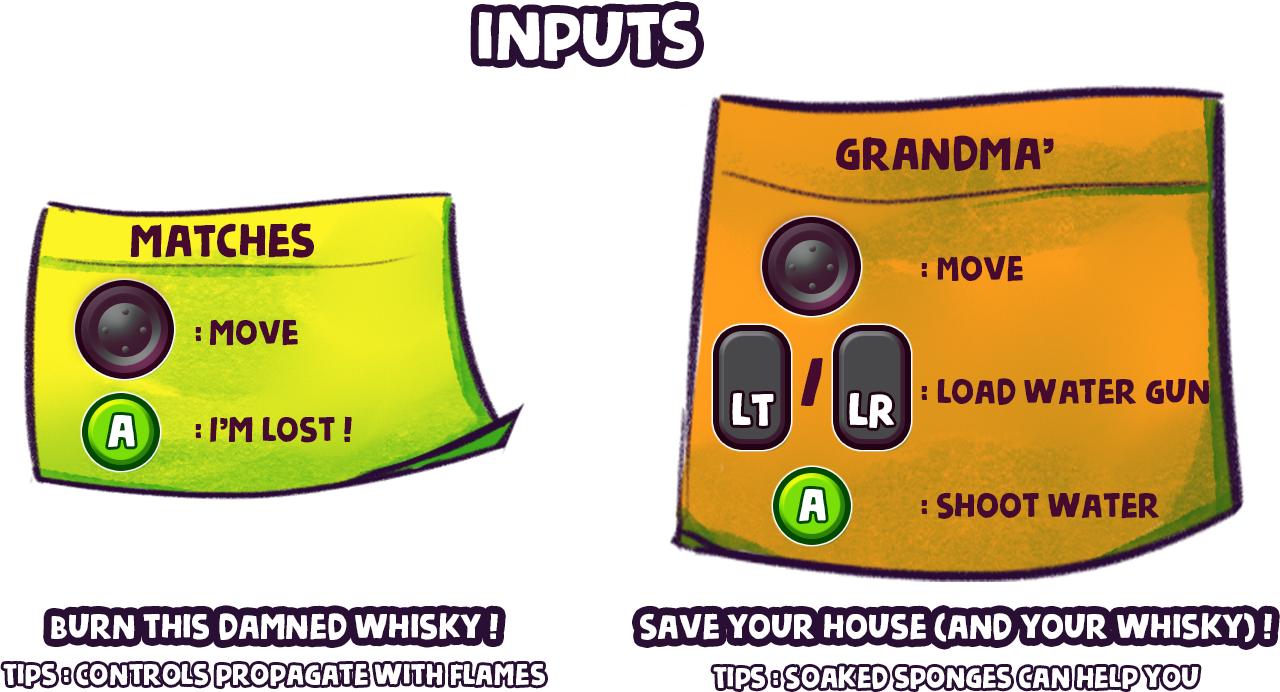 INPUTS
MATCHES
: MOVE
A : I'M LOST !
BURN THIS DAMNED WHISKY !
TIPS : CONTROLS PROPAGATE WITH FLAMES
GRANDMA'
: MOVE
LT / LR : LOAD WATER GUN
A : SHOOT WATER
SAVE YOUR HOUSE (AND YOUR WHISKY) !
TIPS : SOAKED SPONGES CAN HELP YOU